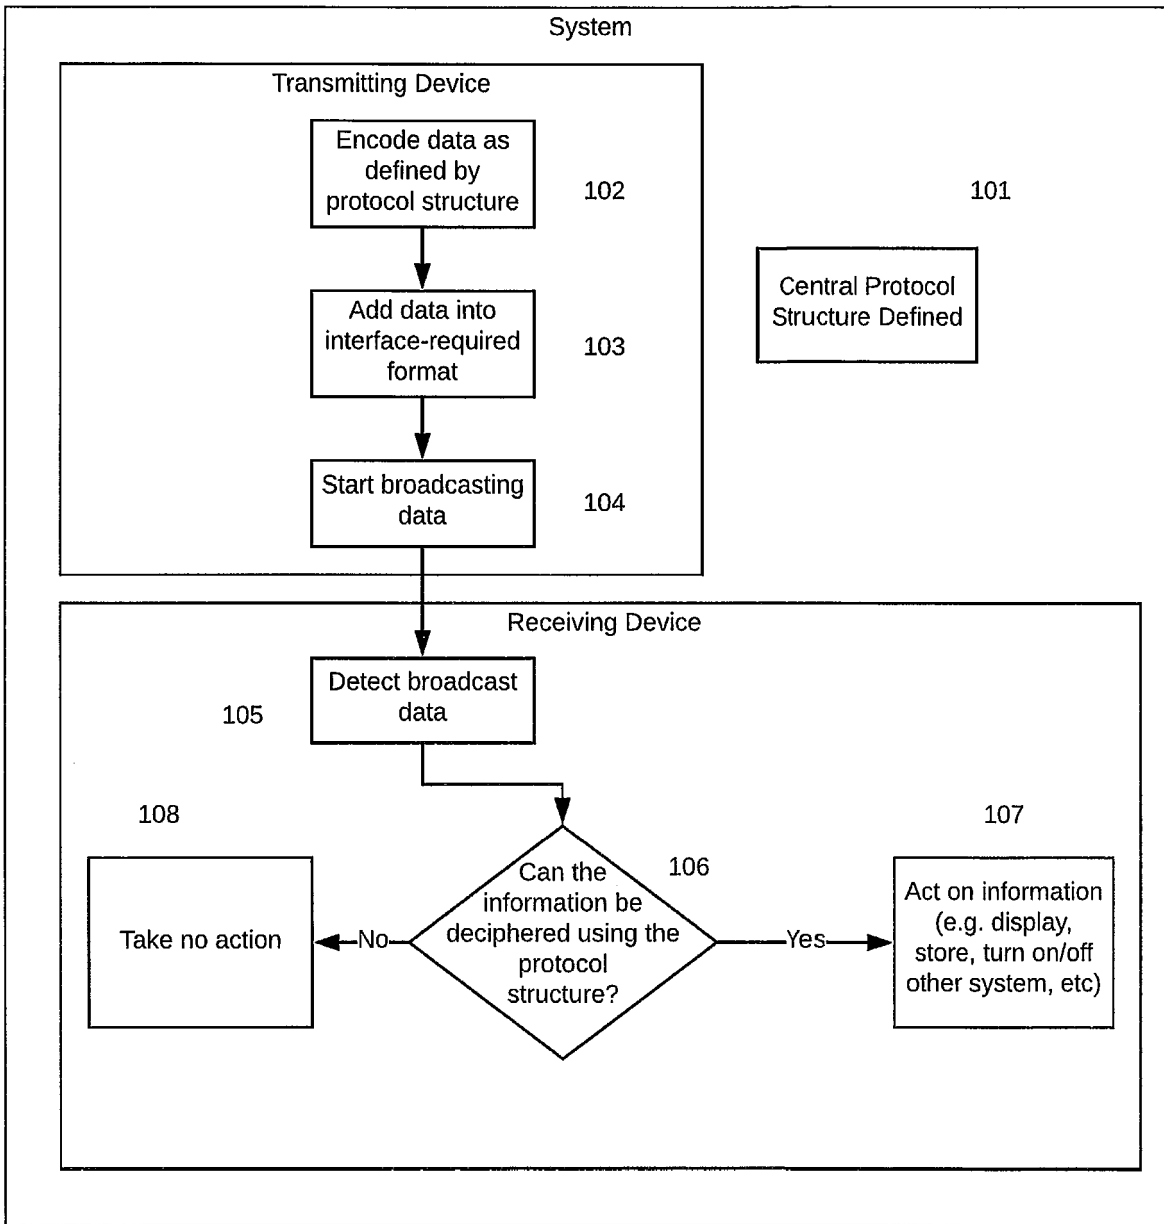 System
Transmitting Device
Encode data as
defined by
protocol structure
102
101
Central Protocol
Structure Defined
Add data into
interface-required
format
103
Start broadcasting
data
104
Receiving Device
Detect broadcast
data
105
108
107
106
Can the
information be
deciphered using the
protocol
structure?
No
Yes
Take no action
Act on information
(e.g. display,
store, turn on/off
other system, etc)